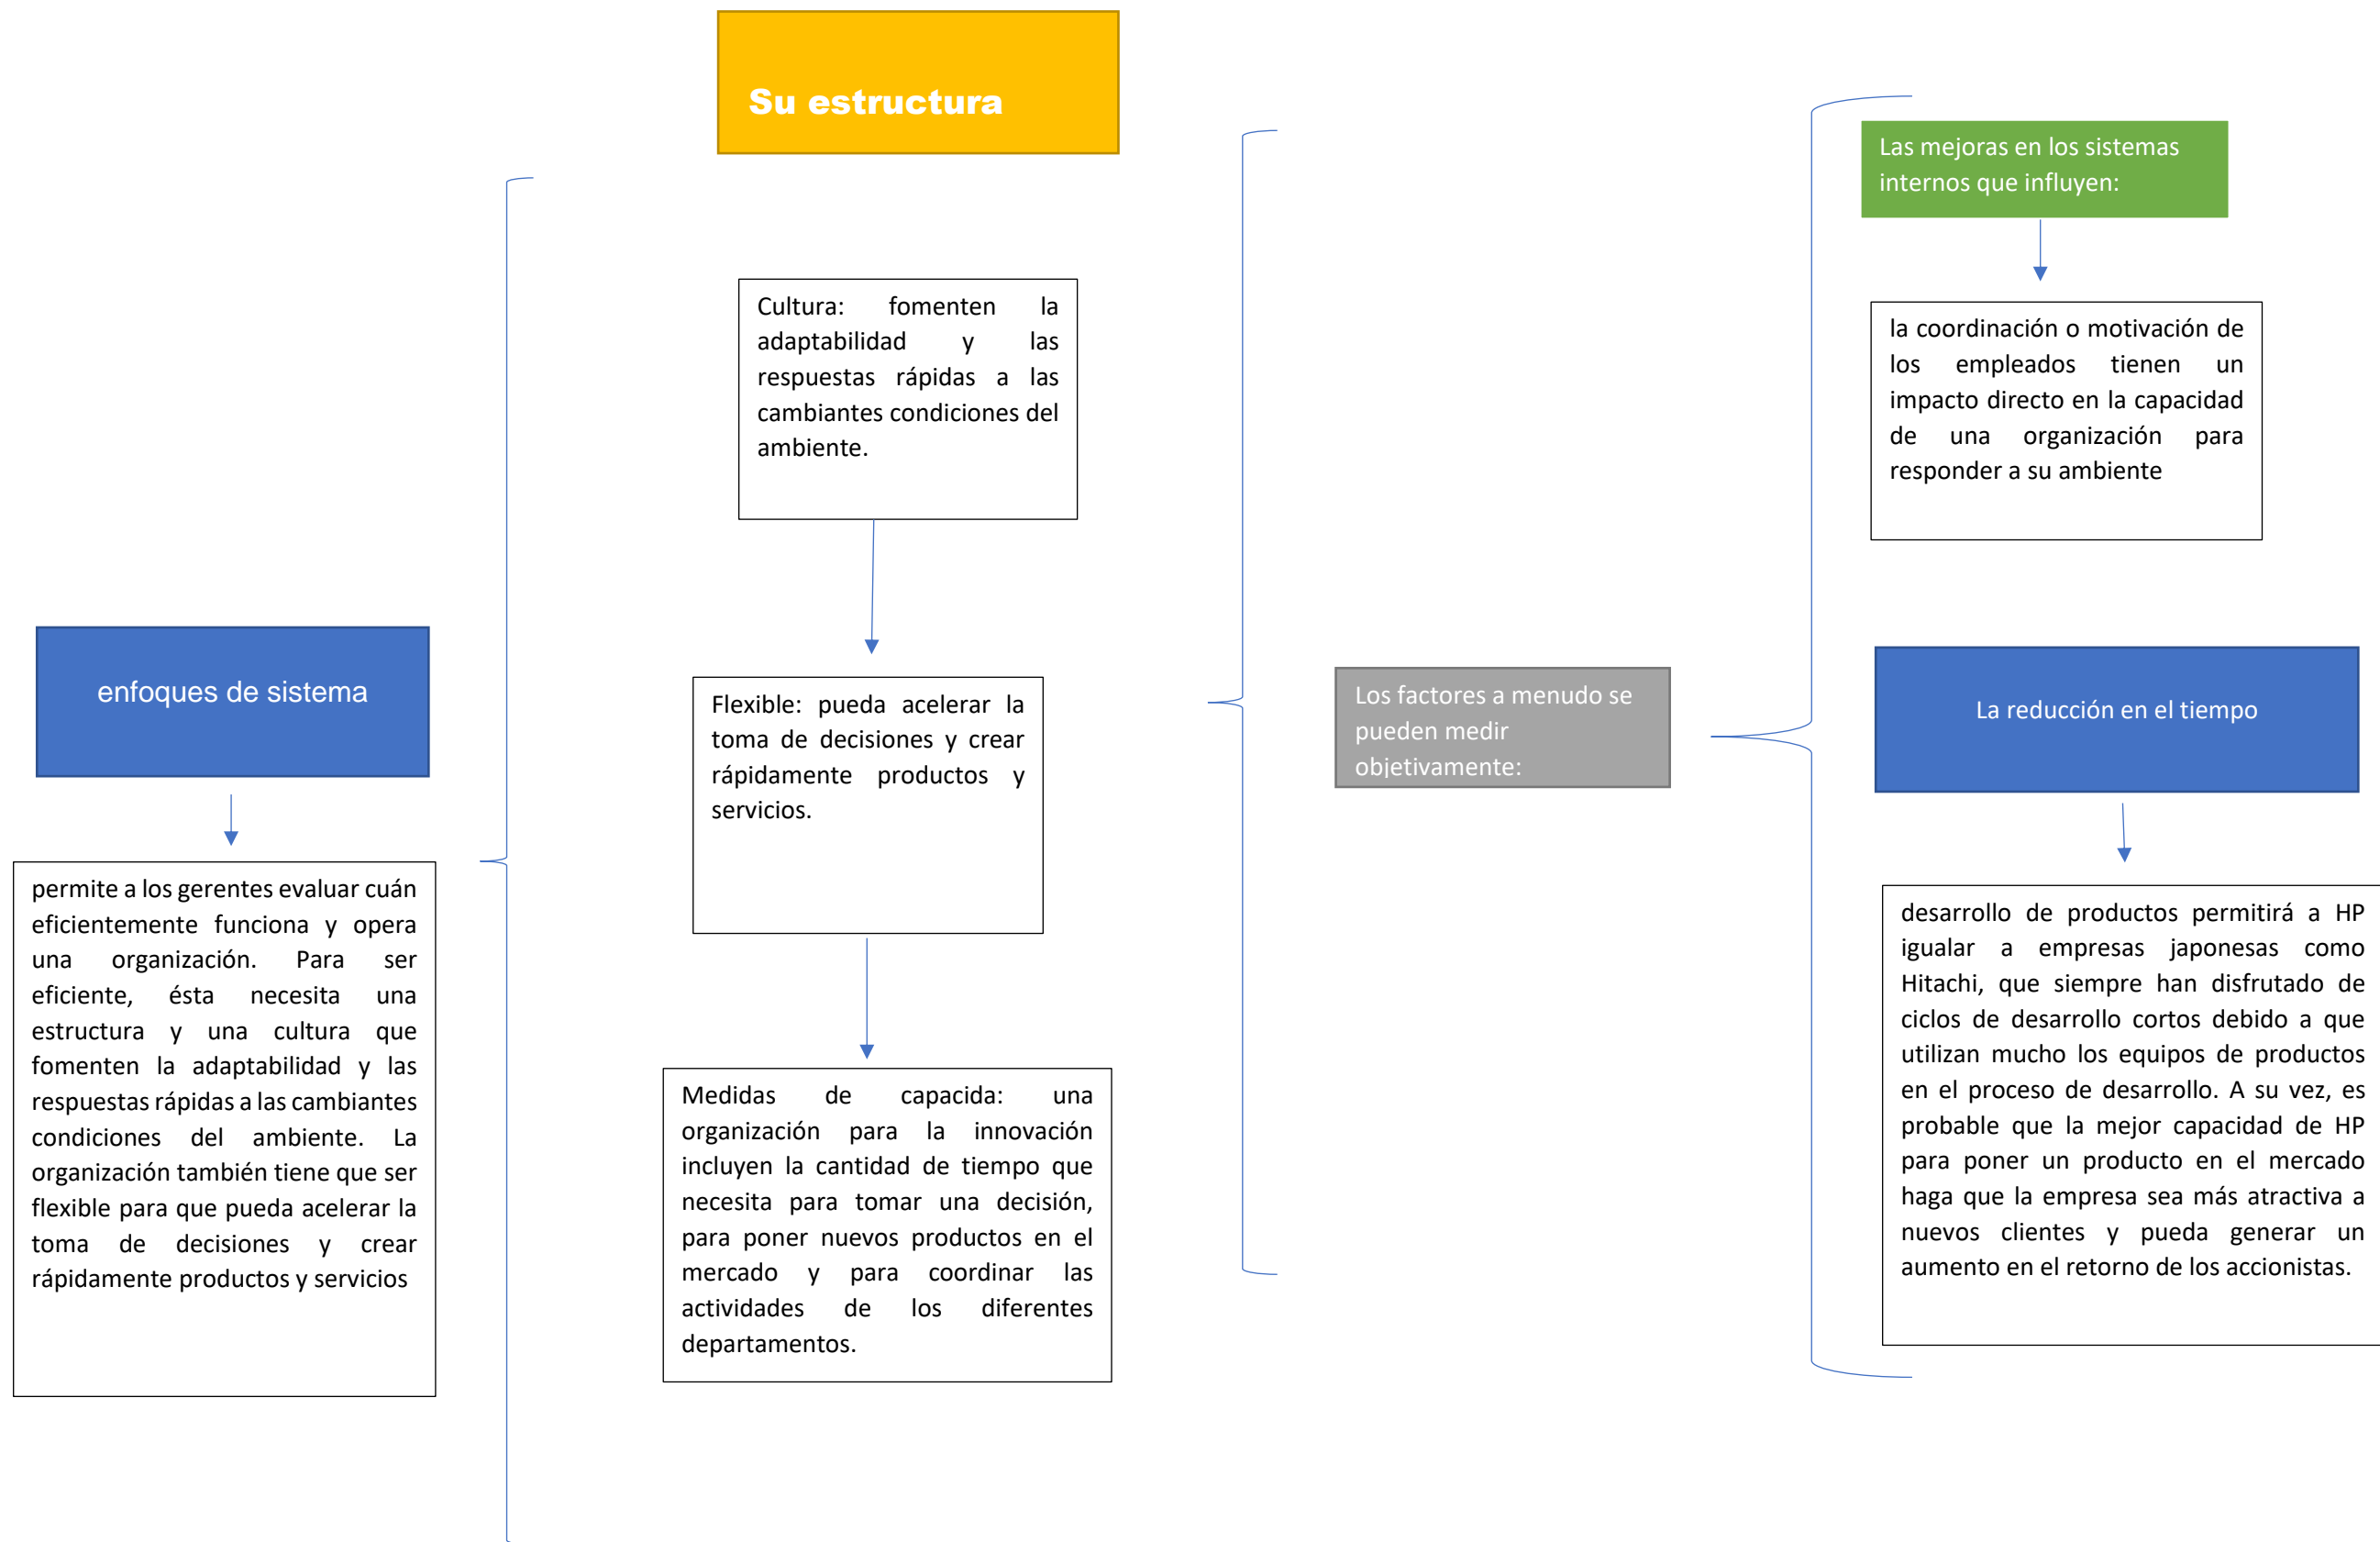 enfoques de sistema
permite a los gerentes evaluar cuán
eficientemente funciona y opera
una organización. Para ser
eficiente, ésta necesita una
estructura y una cultura que
fomenten la adaptabilidad y las
respuestas rápidas a las cambiantes
condiciones del ambiente. La
organización también tiene que ser
flexible para que pueda acelerar la
toma de decisiones y crear
rápidamente productos y servicios
Su estructura
Cultura: fomenten la
adaptabilidad y las
respuestas rápidas a las
cambiantes condiciones del
ambiente.
Flexible: pueda acelerar la
toma de decisiones y crear
rápidamente productos y
servicios.
Medidas de capacida: una
organización para la innovación
incluyen la cantidad de tiempo que
necesita para tomar una decisión,
para poner nuevos productos en el
mercado y para coordinar las
actividades de los diferentes
departamentos.
Los factores a menudo se
pueden medir
objetivamente:
Las mejoras en los sistemas
internos que influyen:
la coordinación o motivación de
los empleados tienen un
impacto directo en la capacidad
de una organización para
responder a su ambiente
La reducción en el tiempo
desarrollo de productos permitirá a HP
igualar a empresas japonesas como
Hitachi, que siempre han disfrutado de
ciclos de desarrollo cortos debido a que
utilizan mucho los equipos de productos
en el proceso de desarrollo. A su vez, es
probable que la mejor capacidad de HP
para poner un producto en el mercado
haga que la empresa sea más atractiva a
nuevos clientes y pueda generar un
aumento en el retorno de los accionistas.